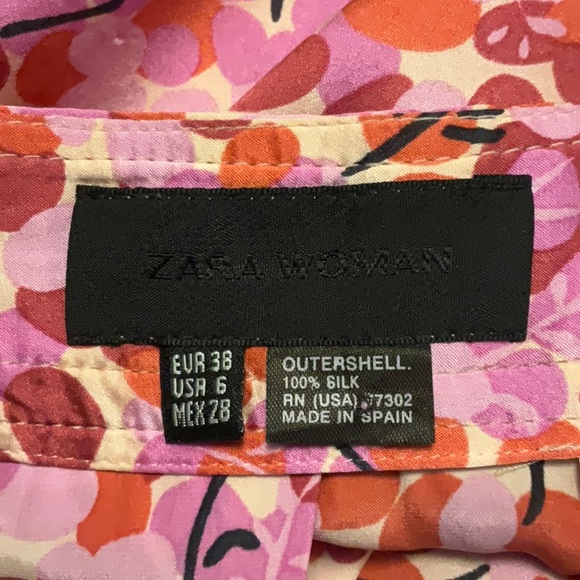 ZARA WOMAN
EUR 38
USA 6
MEX 28
OUTERSHELL.
100% SILK
RN (USA) 77302
MADE IN SPAIN